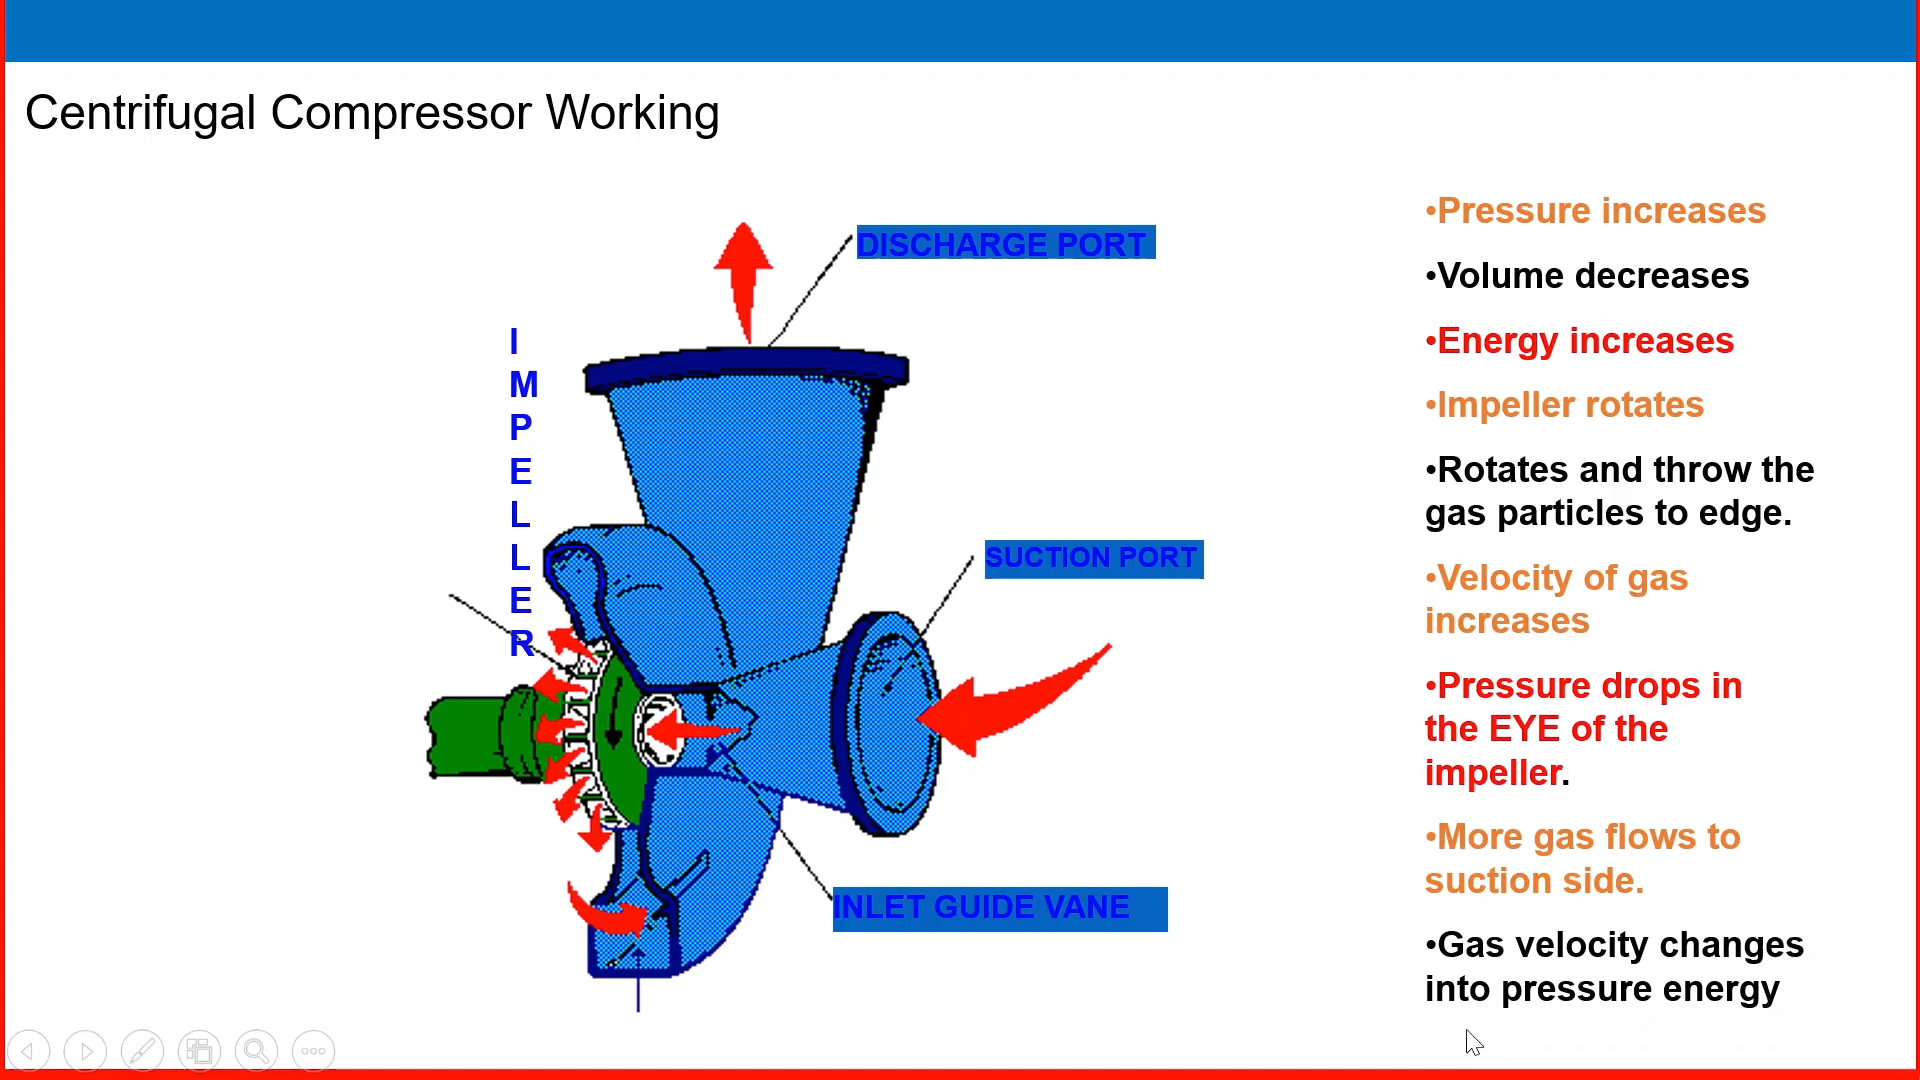 Centrifugal Compressor Working
DISCHARGE PORT
I
M
P
E
L
L
E
R
SUCTION PORT
INLET GUIDE VANE
•Pressure increases
•Volume decreases
•Energy increases
•Impeller rotates
•Rotates and throw the
gas particles to edge.
•Velocity of gas
increases
•Pressure drops in
the EYE of the
impeller.
•More gas flows to
suction side.
•Gas velocity changes
into pressure energy